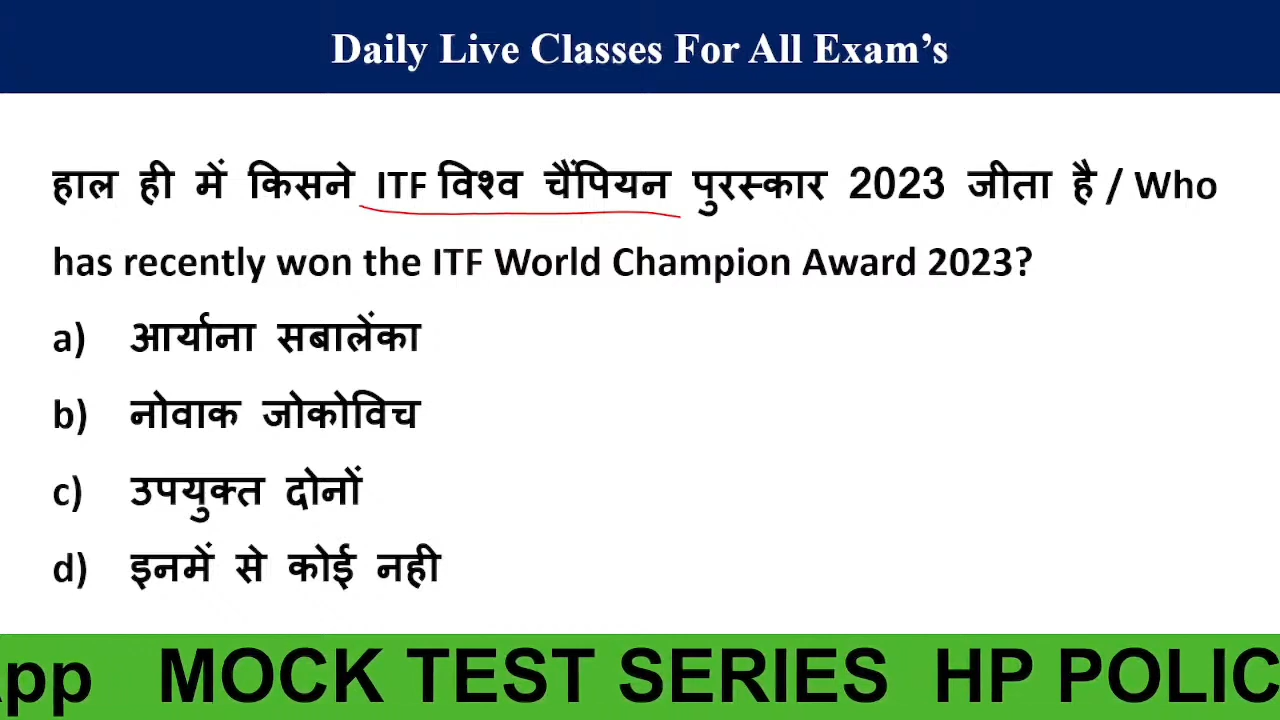 Daily Live Classes For All Exam’s
हाल ही में किसने ITF विश्व चैंपियन पुरस्कार 2023 जीता है / Who
has recently won the ITF World Champion Award 2023?
a) आर्याना सबालेंका
b) नोवाक जोकोविच
c) उपयुक्त दोनों
d) इनमें से कोई नही
App MOCK TEST SERIES HP POLIC